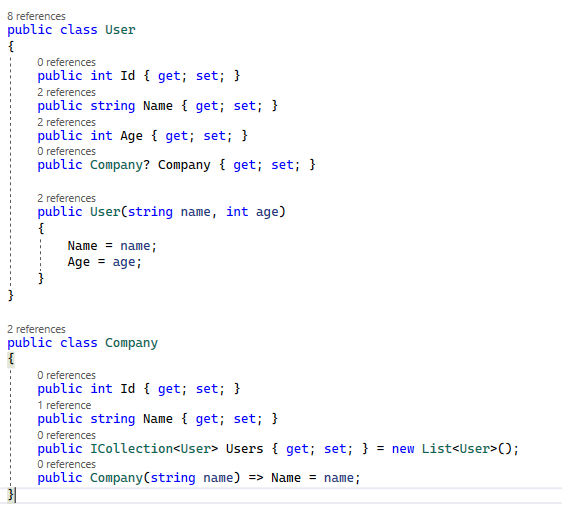 8 references
public class User
{
0 references
public int Id { get; set; }
2 references
public string Name { get; set; }
2 references
public int Age { get; set; }
0 references
public Company? Company { get; set; }
2 references
public User(string name, int age)
{
Name = name;
Age = age;
}
}
2 references
public class Company
{
0 references
public int Id { get; set; }
1 reference
public string Name { get; set; }
0 references
public ICollection<User> Users { get; set; } = new List<User>();
0 references
public Company(string name) => Name = name;
}